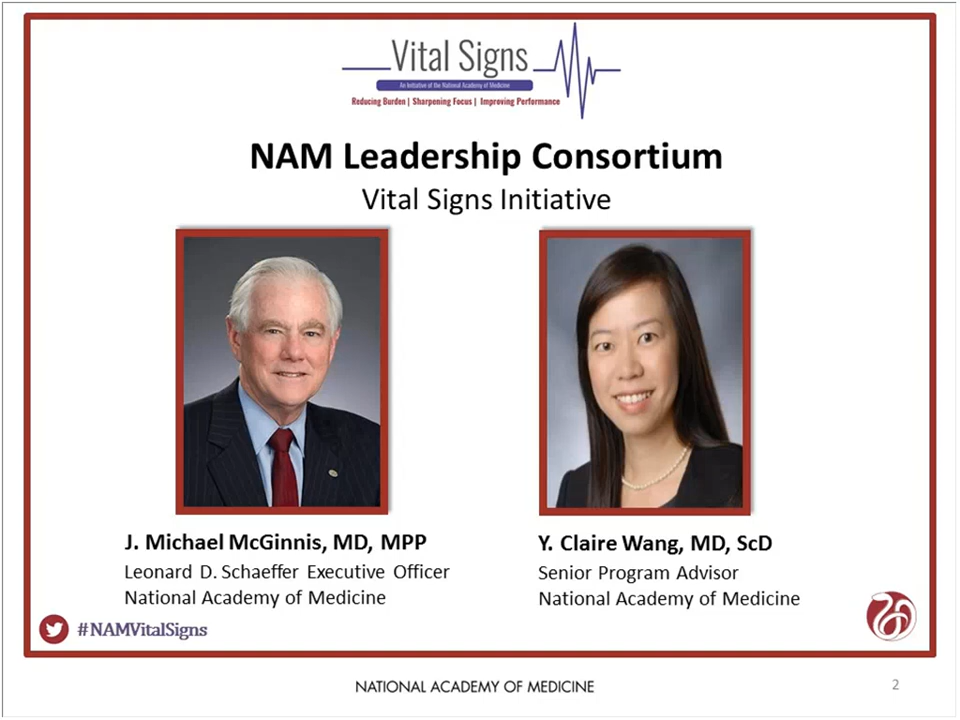 Vital Signs
An Initiative of the National Academy of Medicine
Reducing Burden | Sharpening Focus | Improving Performance
NAM Leadership Consortium
Vital Signs Initiative
J. Michael McGinnis, MD, MPP
Leonard D. Schaeffer Executive Officer
National Academy of Medicine
Y. Claire Wang, MD, ScD
Senior Program Advisor
National Academy of Medicine
#NAMVitalSigns
NATIONAL ACADEMY OF MEDICINE
2